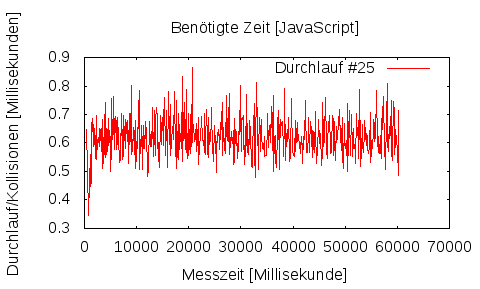 Benötigte Zeit [JavaScript]
Durchlauf/Kollisionen [Millisekunden]
Durchlauf #25
0.9
0.8
0.7
0.6
0.5
0.4
0.3
0 10000 20000 30000 40000 50000 60000 70000
Messzeit [Millisekunde]